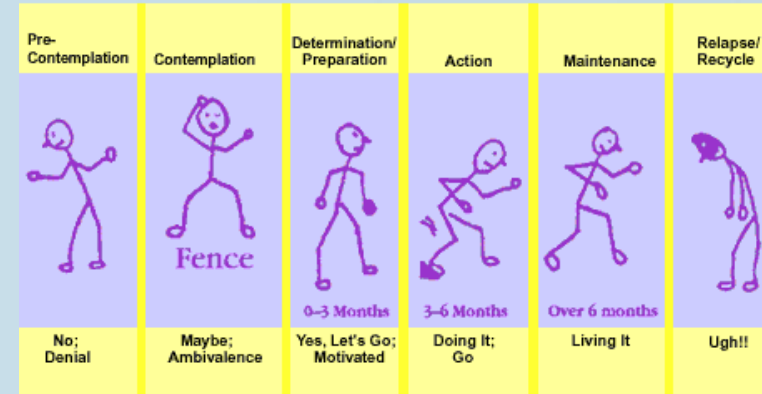 Pre-
Contemplation
Contemplation
Determination/
Preparation
Action
Maintenance
Relapse/
Recycle
Fence
0-3 Months
3-6 Months
Over 6 months
No;
Denial
Maybe;
Ambivalence
Yes, Let's Go;
Motivated
Doing It;
Go
Living It
Ugh!!